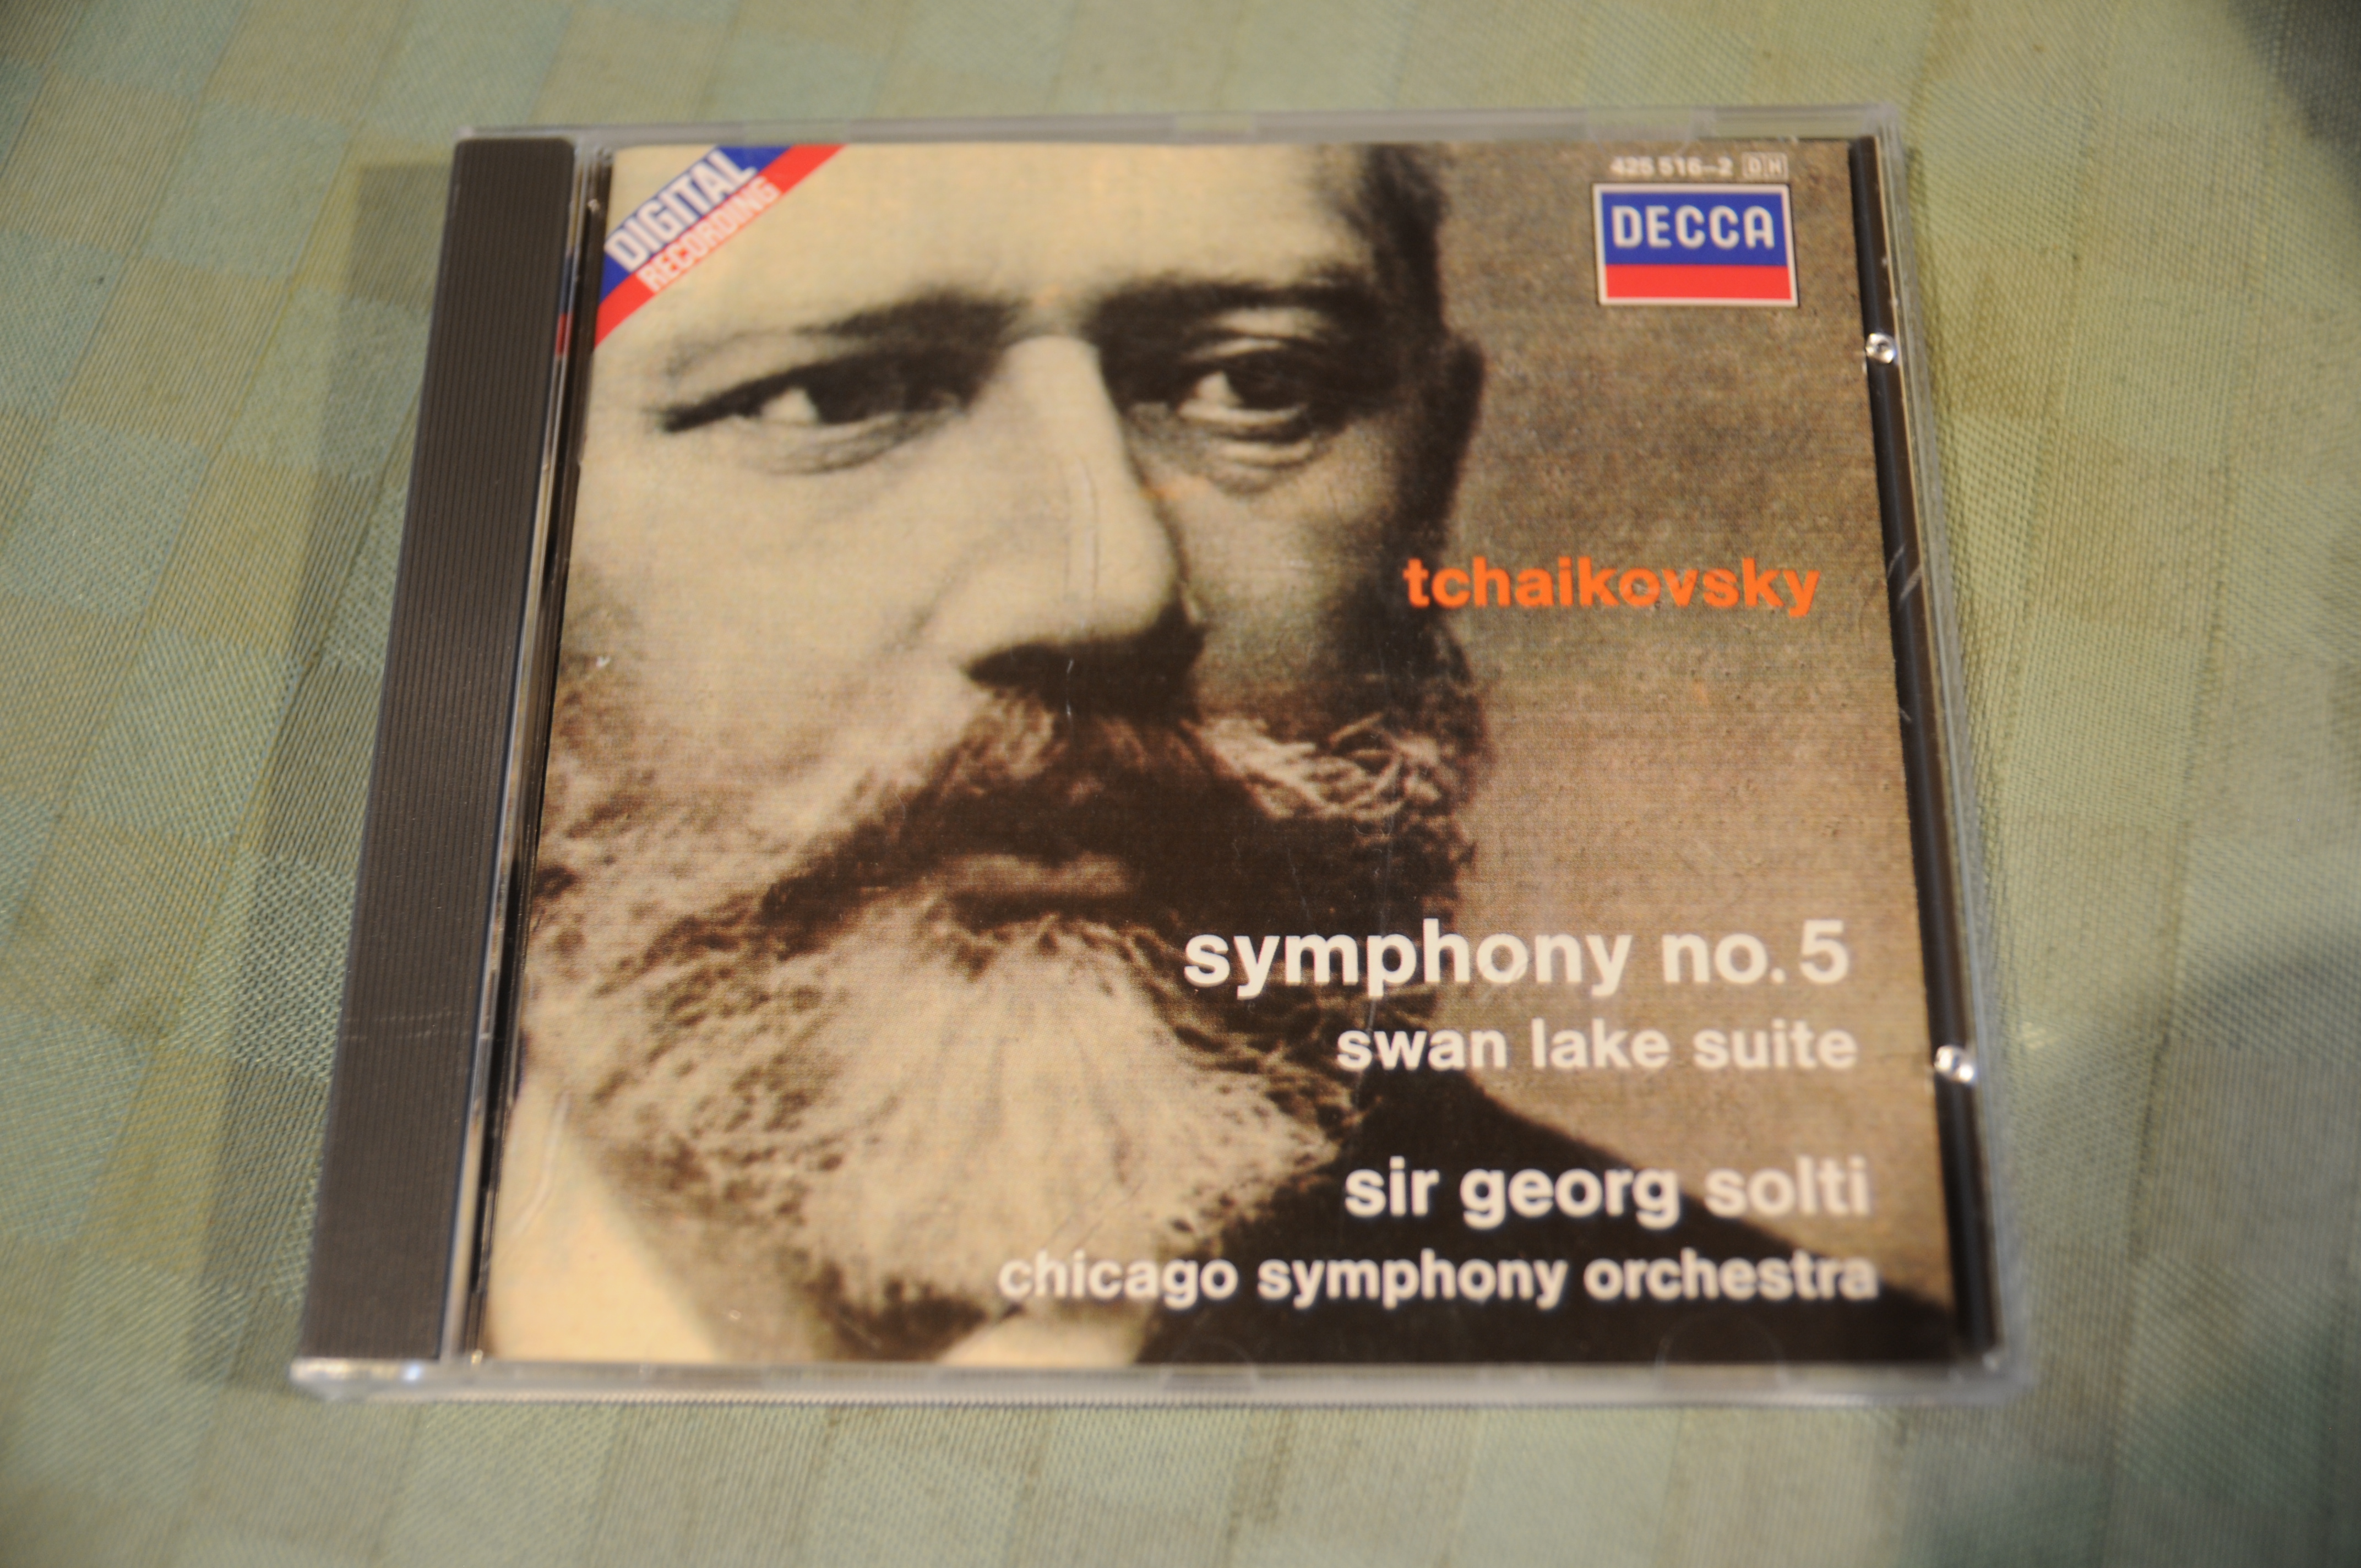 DIGITAL
RECORDING
425 516-2 DH
DECCA
tchaikovsky
symphony no. 5
swan lake suite
sir georg solti
chicago symphony orchestra